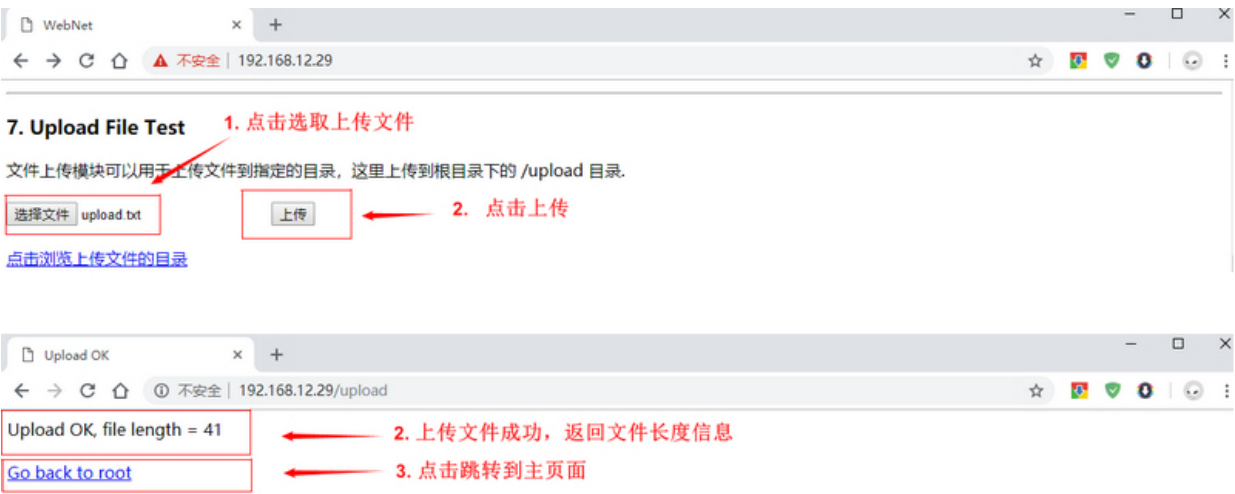 WebNet
不安全 | 192.168.12.29
7. Upload File Test
1. 点击选取上传文件
文件上传模块可以用于上传文件到指定的目录，这里上传到根目录下的 /upload 目录.
选择文件 upload.txt
上传
2. 点击上传
点击浏览上传文件的目录
Upload OK
不安全 | 192.168.12.29/upload
Upload OK, file length = 41
2. 上传文件成功，返回文件长度信息
Go back to root
3. 点击跳转到主页面